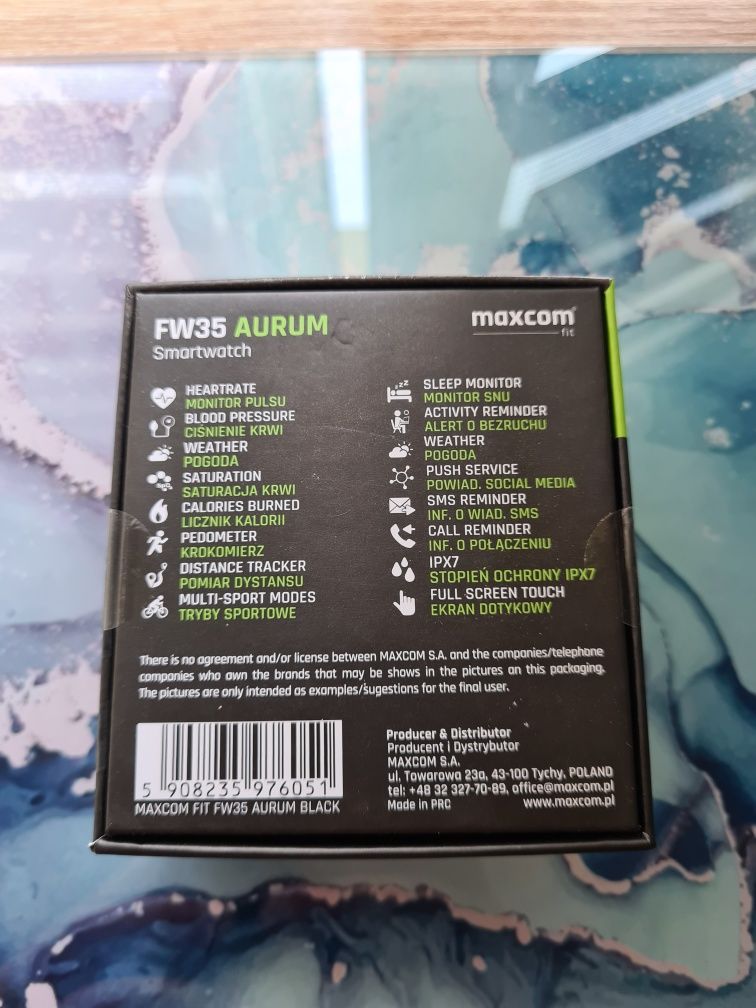 FW35 AURUM
Smartwatch
maxcom
fit
HEARTRATE
MONITOR PULSU
BLOOD PRESSURE
CIŚNIENIE KRWI
WEATHER
POGODA
SATURATION
SATURACJA KRWI
CALORIES BURNED
LICZNIK KALORII
PEDOMETER
KROKOMIERZ
DISTANCE TRACKER
POMIAR DYSTANSU
MULTI-SPORT MODES
TRYBY SPORTOWE
SLEEP MONITOR
MONITOR SNU
ACTIVITY REMINDER
ALERT O BEZRUCHU
WEATHER
POGODA
PUSH SERVICE
POWIAD. SOCIAL MEDIA
SMS REMINDER
INF. O WIAD. SMS
CALL REMINDER
INF. O POŁĄCZENIU
IPX7
STOPIEŃ OCHRONY IPX7
FULL SCREEN TOUCH
EKRAN DOTYKOWY
There is no agreement and/or license between MAXCOM S.A. and the companies/telephone
companies who own the brands that may be shows in the pictures on this packaging.
The pictures are only intended as examples/sugestions for the final user.
5 908235 976051
MAXCOM FIT FW35 AURUM BLACK
Producer & Distributor
Producent i Dystrybutor
MAXCOM S.A.
ul. Towarowa 23a, 43-100 Tychy, POLAND
tel: +48 32 327-70-89, office@maxcom.pl
Made in PRC www.maxcom.pl